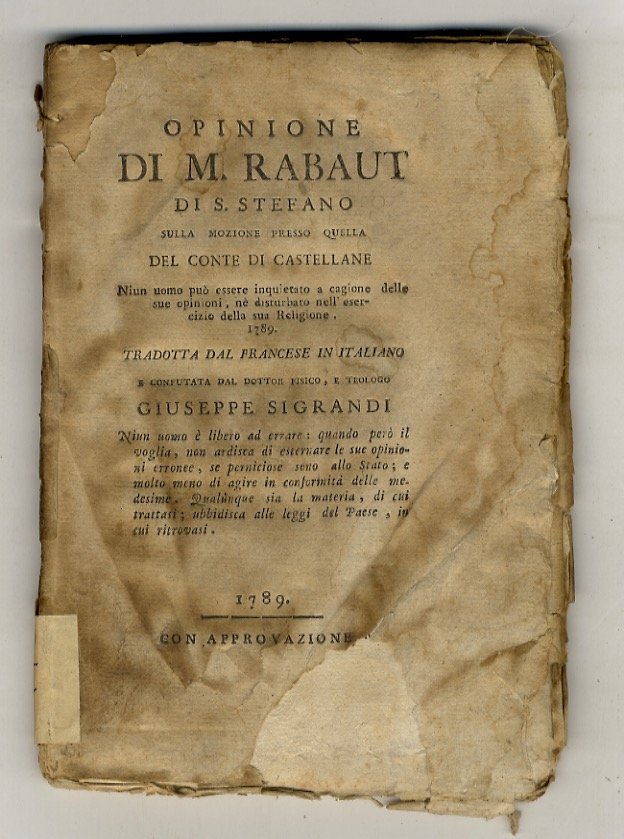 OPINIONE
DI M. RABAUT
DI S. STEFANO
SULLA MOZIONE PRESSO QUELLA
DEL CONTE DI CASTELLANE
Niun uomo può essere inquietato a cagione delle
sue opinioni, nè disturbato nell' eser-
cizio della sua Religione.
1789.
TRADOTTA DAL FRANCESE IN ITALIANO
E CONFUTATA DAL DOTTOR FISICO, E TEOLOGO
GIUSEPPE SIGRANDI
Niun uomo è libero ad errare: quando però il
voglia, non ardisca di esternare le sue opinio-
ni erronee, se perniciose sono allo Stato; e
molto meno di agire in conformità delle me-
desime. Qualunque sia la materia, di cui
trattasi; ubbidisca alle leggi del Paese, in
cui ritrovasi.
1789.
CON APPROVAZIONE.